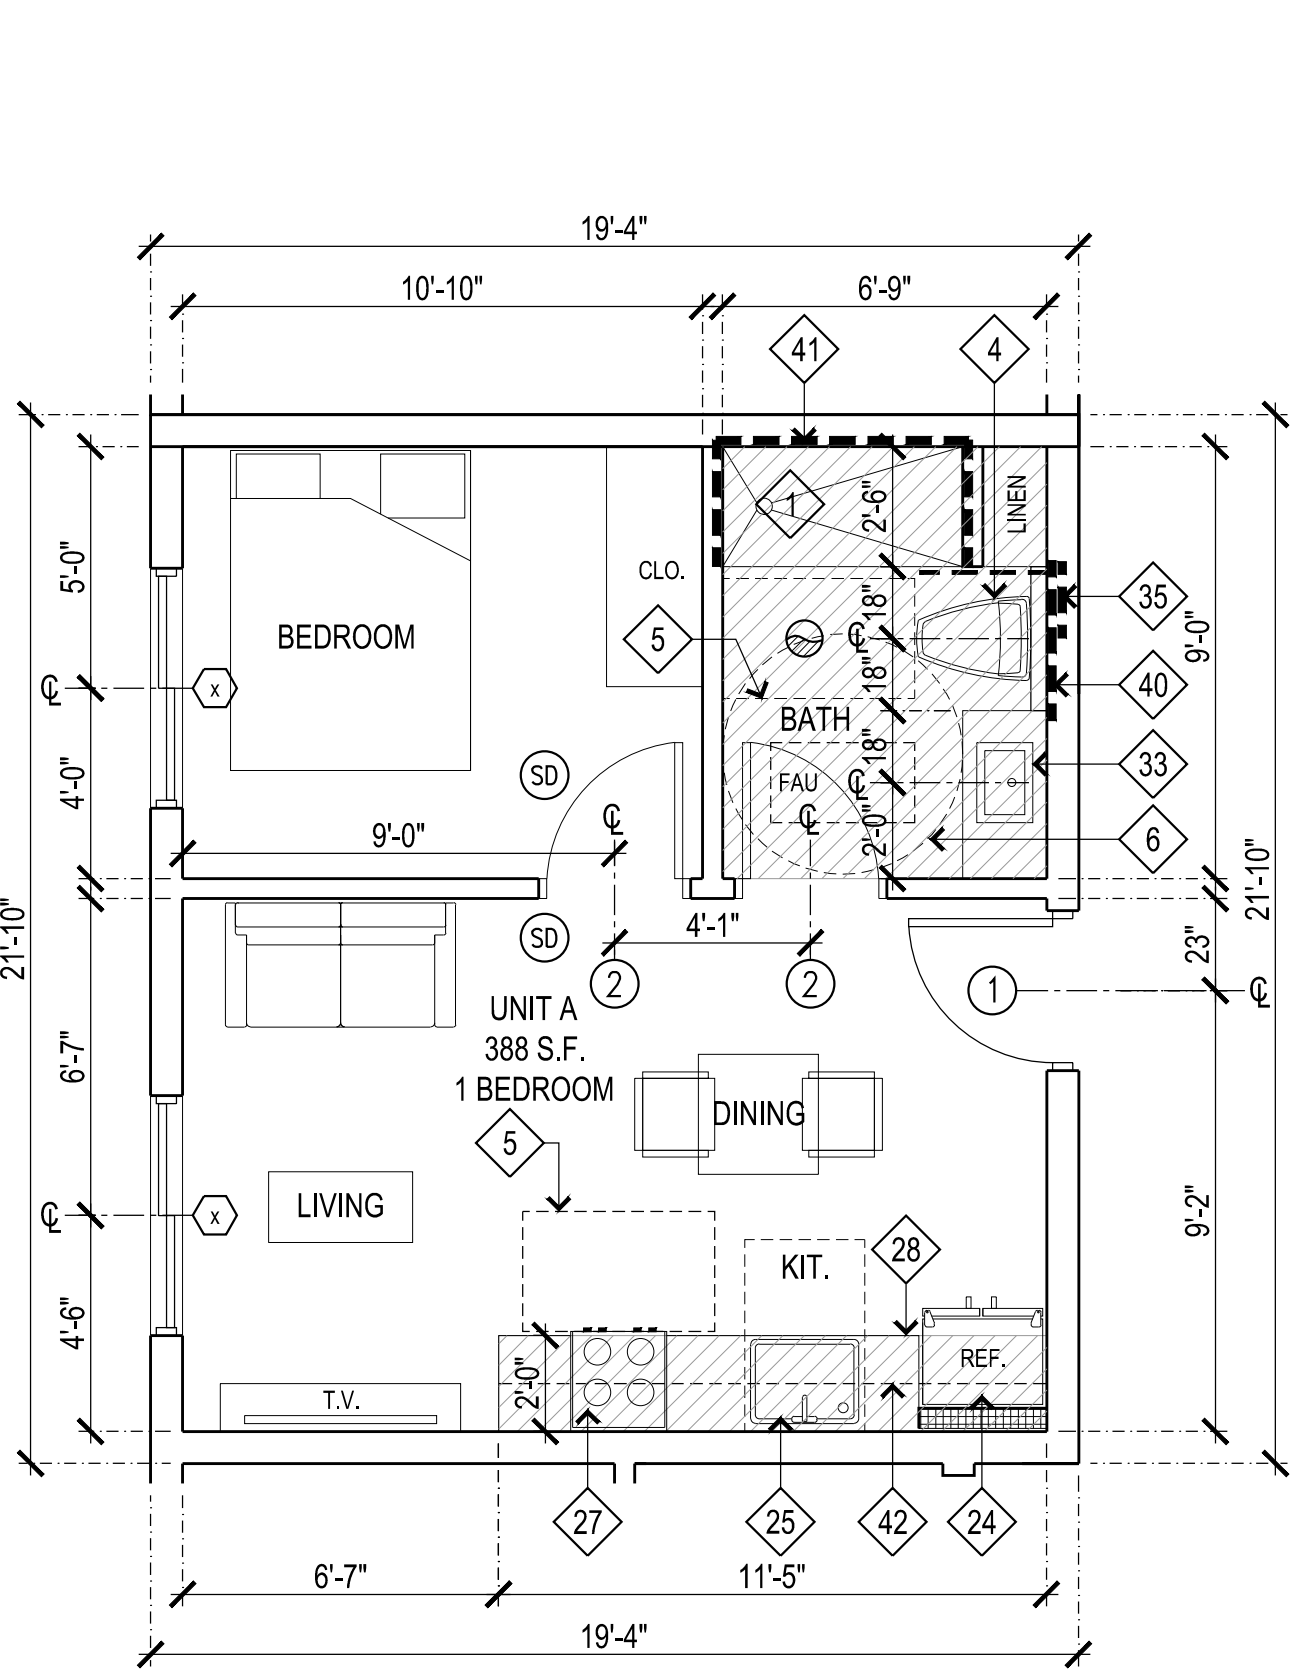 19'-4"
10'-10"
6'-9"
41
4
1
2'-6"
LINEN
5'-0"
CLO.
18"
35
9'-0"
BEDROOM
5
℄
℄
x
18"
40
BATH
18"
33
4'-0"
SD
FAU
℄
9'-0"
℄
℄
2'-0"
6
21'-10"
21'-10"
SD
4'-1"
23"
2
2
1
℄
UNIT A
388 S.F.
1 BEDROOM
6'-7"
DINING
5
LIVING
℄
x
9'-2"
KIT.
28
4'-6"
REF.
2'-0"
T.V.
27
25
42
24
6'-7"
11'-5"
19'-4"